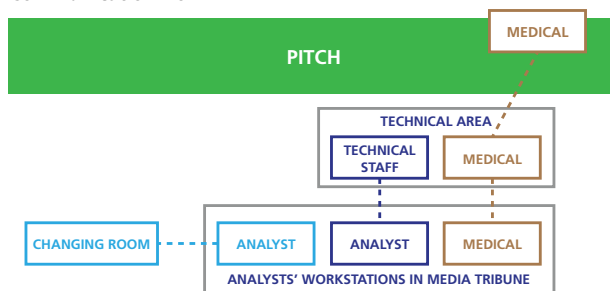 MEDICAL
PITCH
TECHNICAL AREA
TECHNICAL
STAFF
MEDICAL
CHANGING ROOM
ANALYST
ANALYST
MEDICAL
ANALYSTS' WORKSTATIONS IN MEDIA TRIBUNE